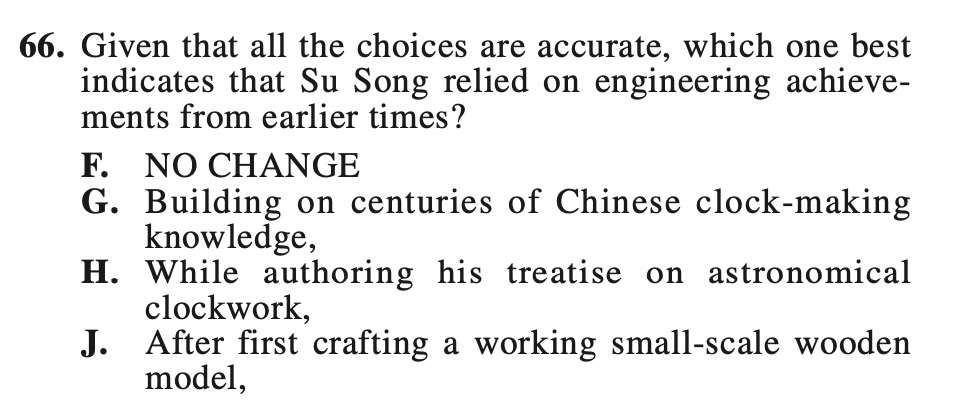 66. Given that all the choices are accurate, which one best
indicates that Su Song relied on engineering achieve-
ments from earlier times?
F. NO CHANGE
G. Building on centuries of Chinese clock-making
knowledge,
H. While authoring his treatise on astronomical
clockwork,
J. After first crafting a working small-scale wooden
model,